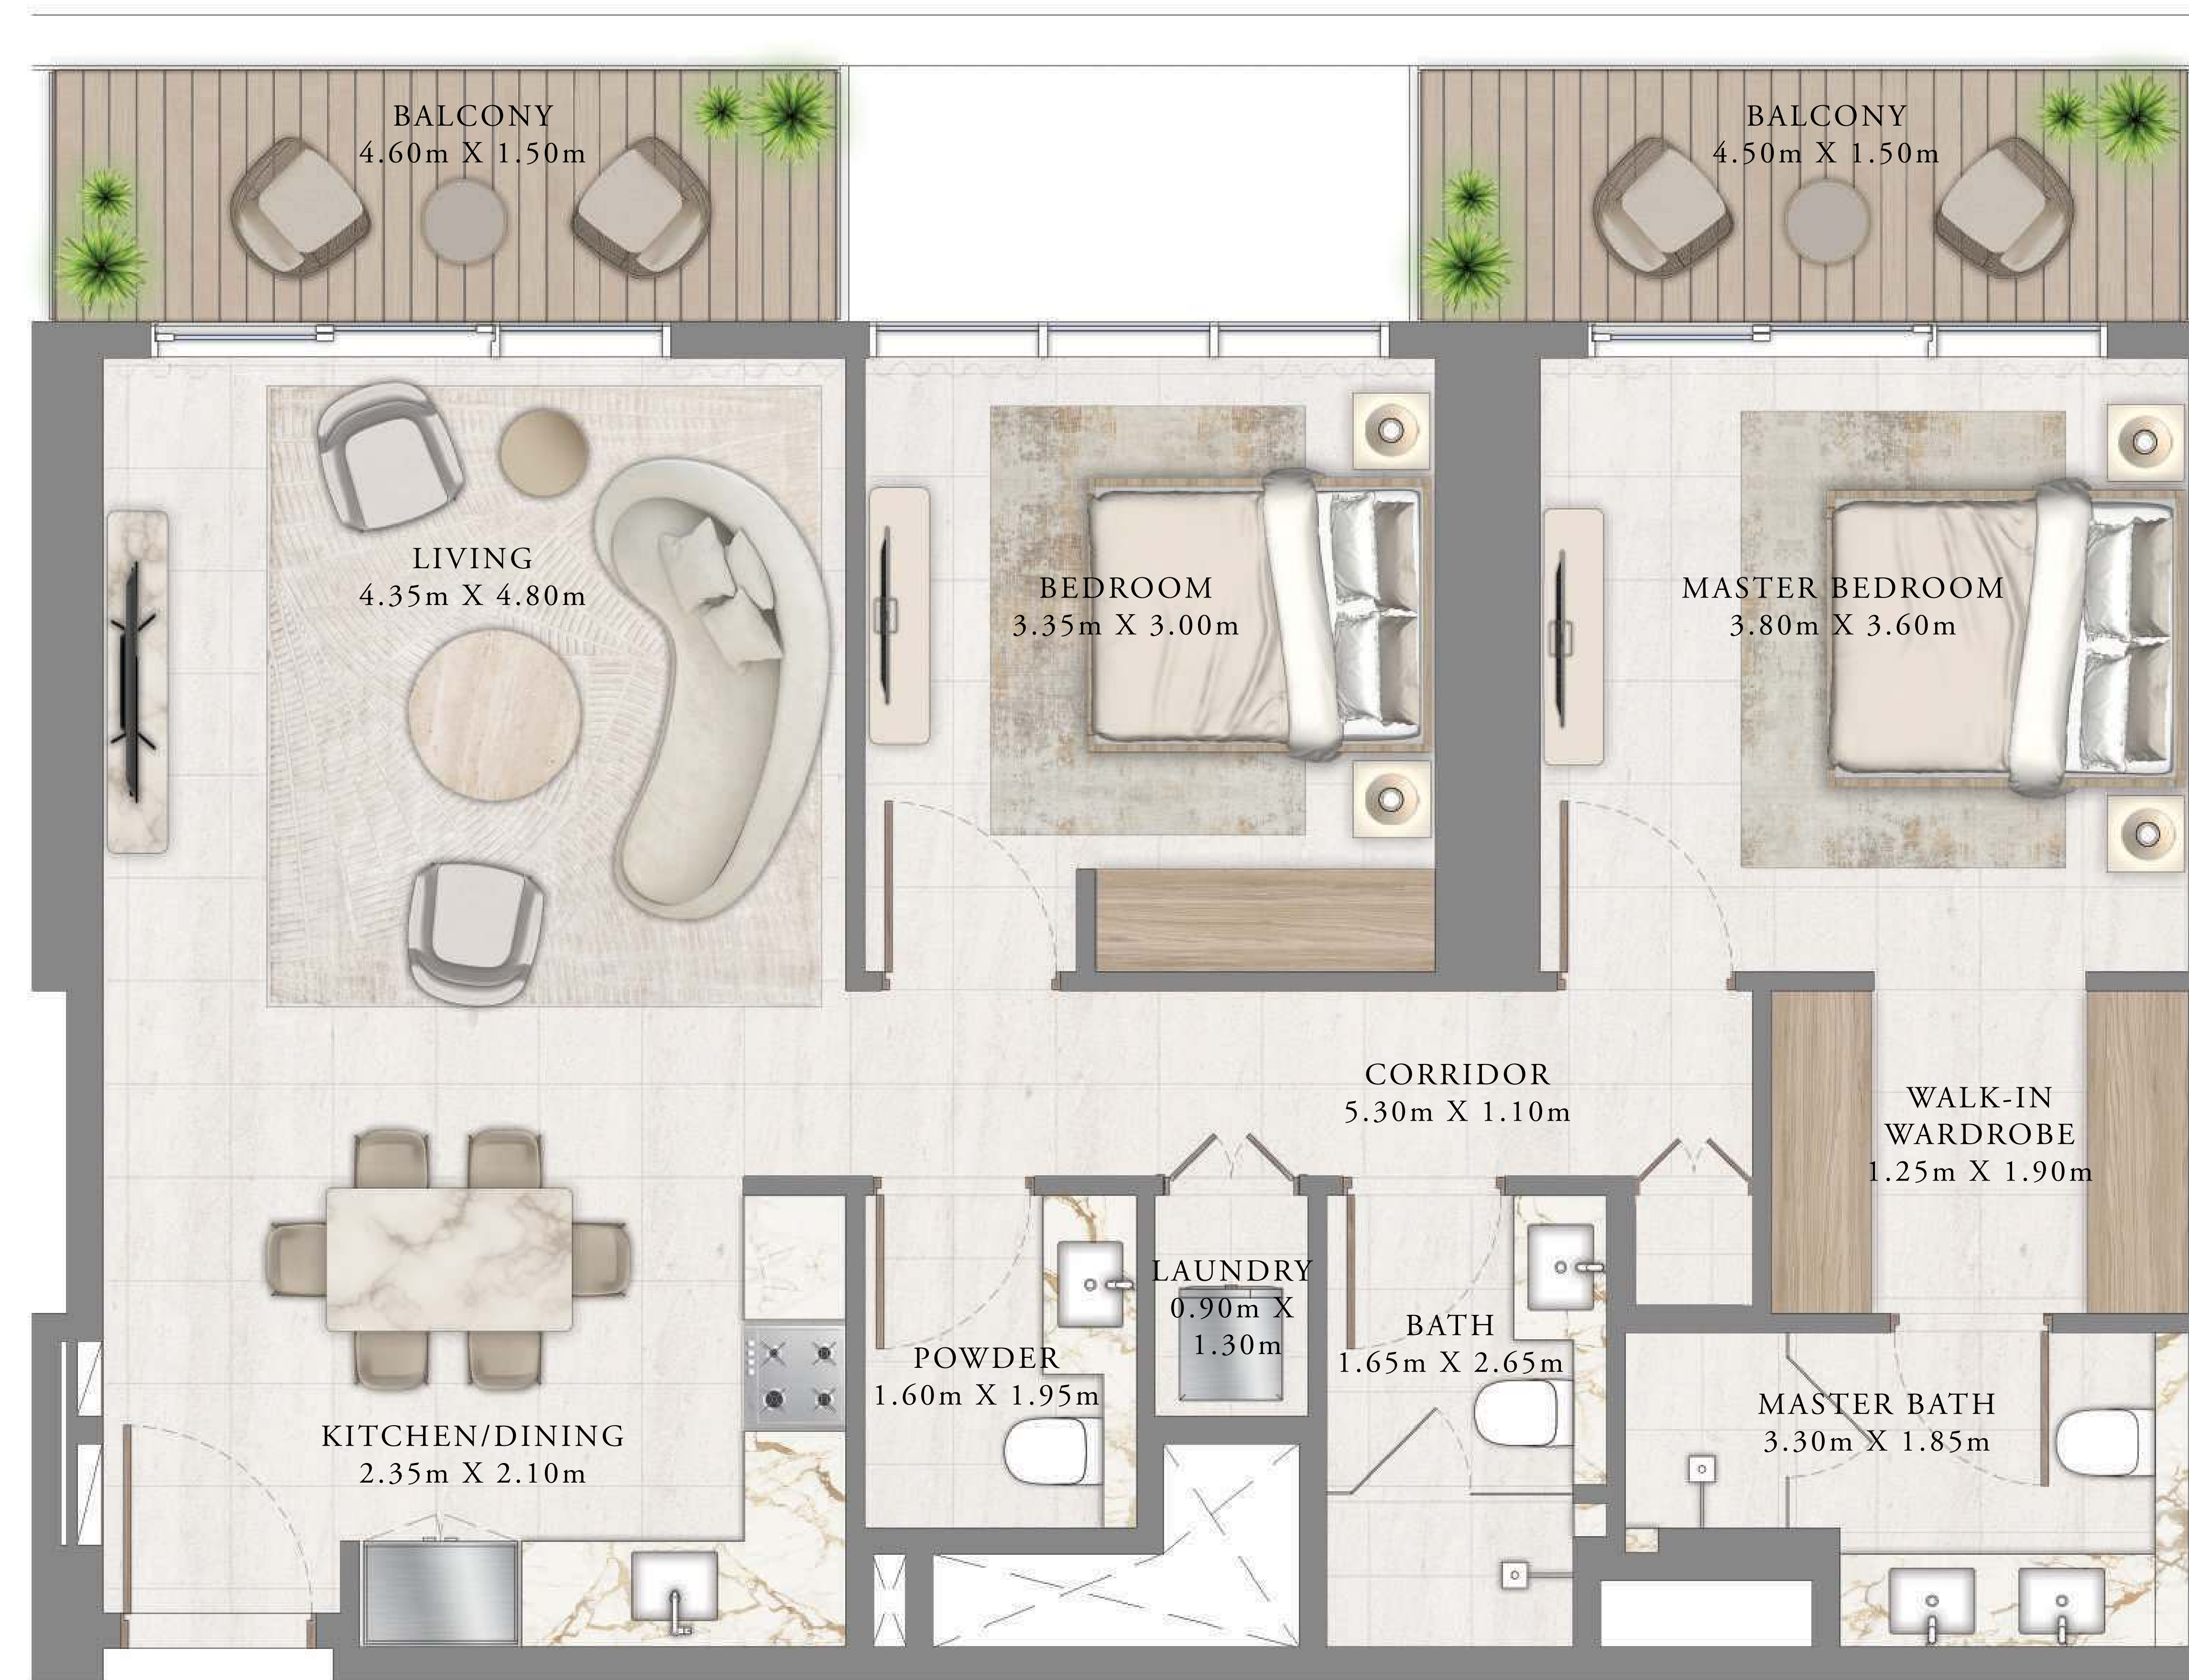 BALCONY
4.60m X 1.50m
BALCONY
4.50m X 1.50m
LIVING
4.35m X 4.80m
BEDROOM
3.35m X 3.00m
MASTER BEDROOM
3.80m X 3.60m
CORRIDOR
5.30m X 1.10m
WALK-IN
WARDROBE
1.25m X 1.90m
LAUNDRY
0.90m X
1.30m
BATH
1.65m X 2.65m
POWDER
1.60m X 1.95m
MASTER BATH
3.30m X 1.85m
KITCHEN/DINING
2.35m X 2.10m